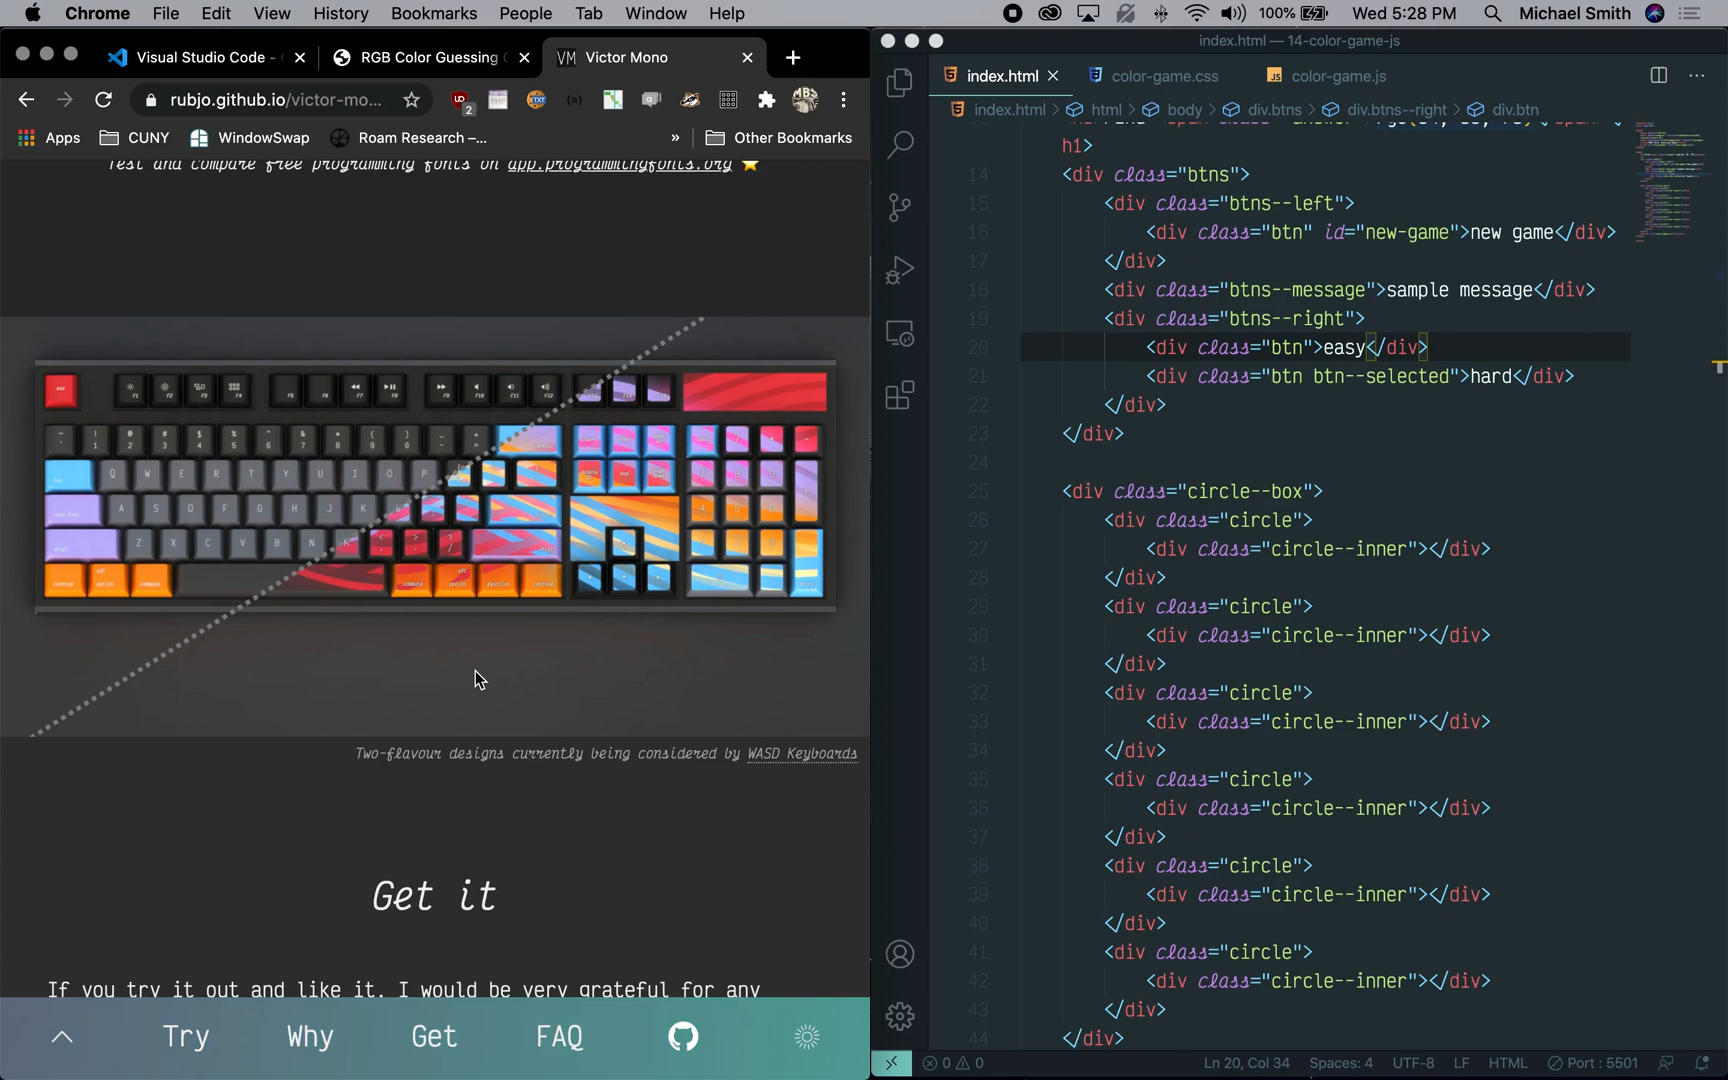 Chrome File Edit View History Bookmarks People Tab Window Help 100% Wed 5:28 PM Michael Smith
Visual Studio Code - RGB Color Guessing VM Victor Mono
rubjo.github.io/victor-mo...
Apps CUNY WindowSwap Roam Research –... » Other Bookmarks
Test and compare free programming fonts on app.programmingfonts.org
Two-flavour designs currently being considered by WASD Keyboards
Get it
If you try it out and like it, I would be very grateful for any
Try Why Get FAQ
index.html — 14-color-game-js
index.html color-game.css JS color-game.js
index.html > html > body > div.btns > div.btns--right > div.btn
h1>
14 <div class="btns">
15 <div class="btns--left">
16 <div class="btn" id="new-game">new game</div>
17 </div>
18 <div class="btns--message">sample message</div>
19 <div class="btns--right">
20 <div class="btn">easy</div>
21 <div class="btn btn--selected">hard</div>
22 </div>
23 </div>
24
25 <div class="circle--box">
26 <div class="circle">
27 <div class="circle--inner"></div>
28 </div>
29 <div class="circle">
30 <div class="circle--inner"></div>
31 </div>
32 <div class="circle">
33 <div class="circle--inner"></div>
34 </div>
35 <div class="circle">
36 <div class="circle--inner"></div>
37 </div>
38 <div class="circle">
39 <div class="circle--inner"></div>
40 </div>
41 <div class="circle">
42 <div class="circle--inner"></div>
43 </div>
44 </div>
0 0 Ln 20, Col 34 Spaces: 4 UTF-8 LF HTML Port : 5501